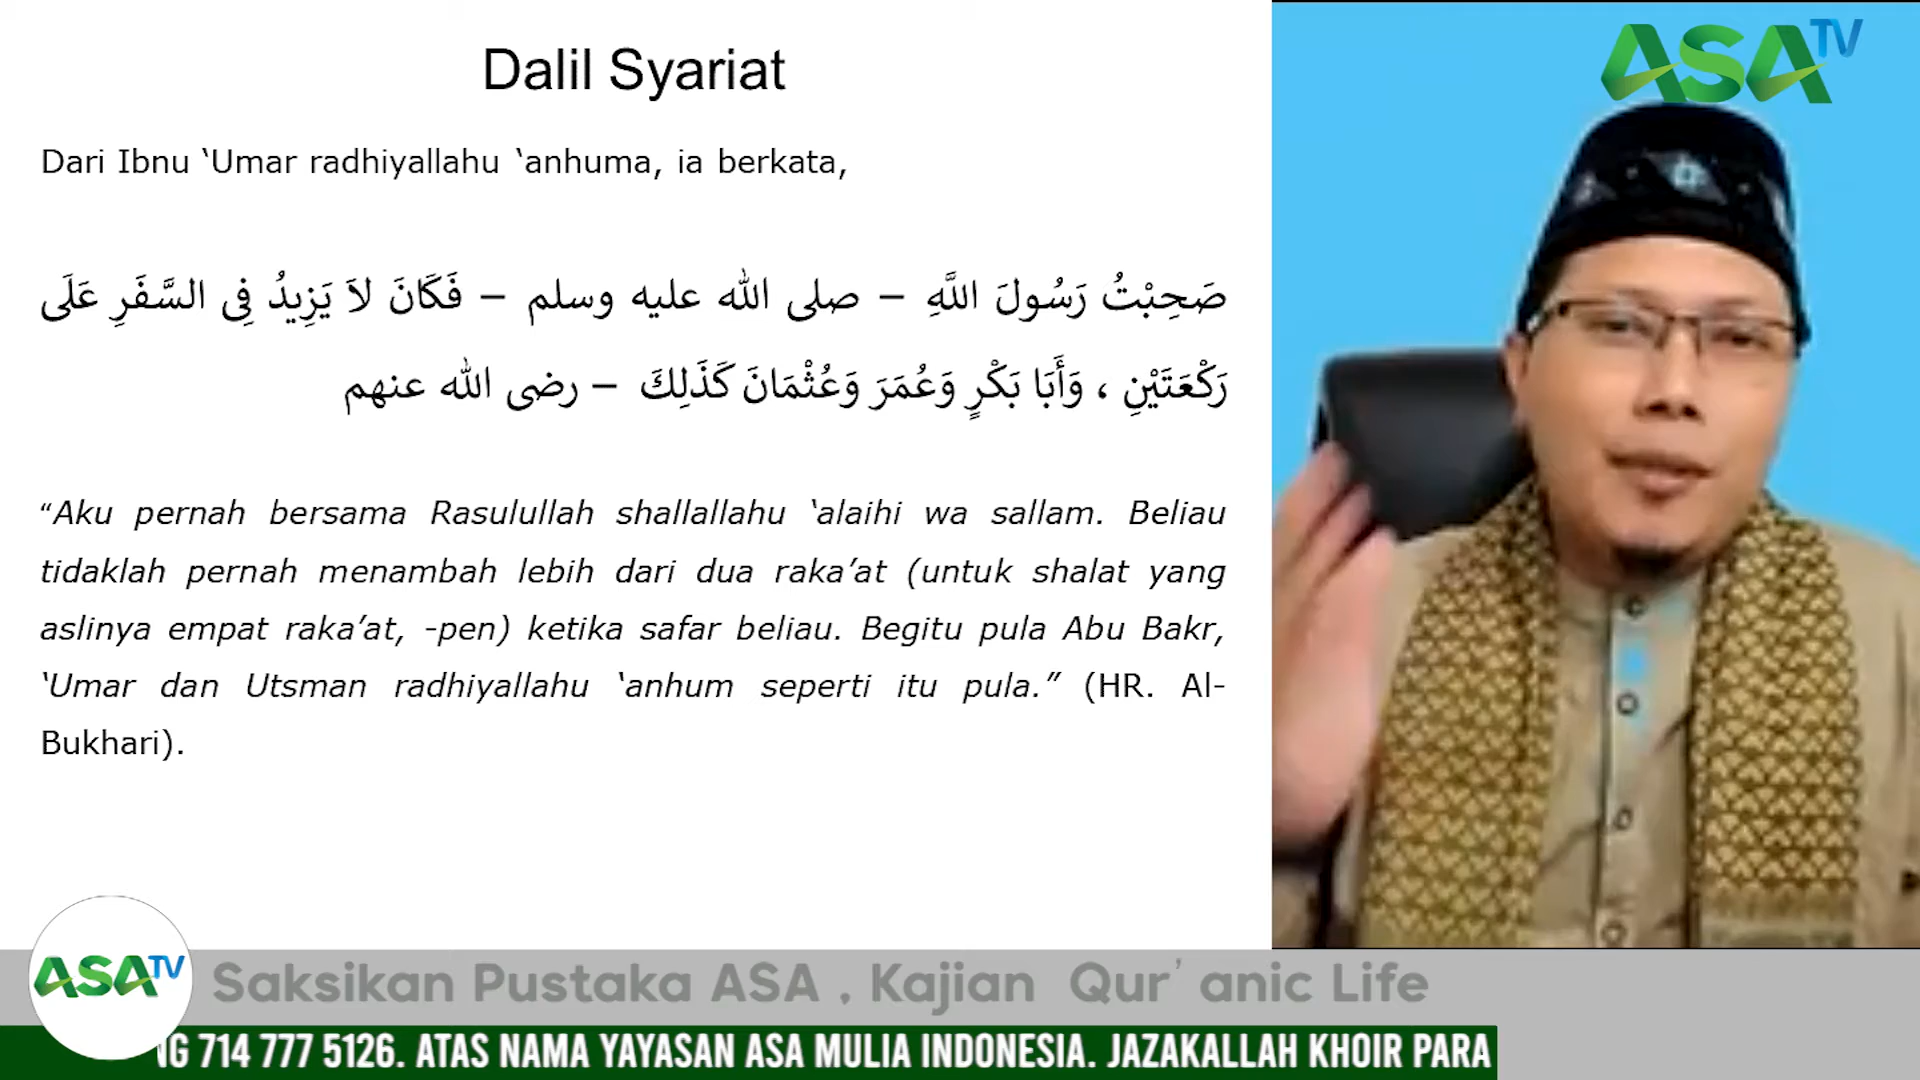 Dalil Syariat
ASA TV
Dari Ibnu ‘Umar radhiyallahu ‘anhuma, ia berkata,
صَحِبْتُ رَسُولَ اللَّهِ – صلى الله عليه وسلم – فَكَانَ لاَ يَزِيدُ فِى السَّفَرِ عَلَى
رَكْعَتَيْنِ ، وَأَبَا بَكْرٍ وَعُمَرَ وَعُثْمَانَ كَذَلِكَ – رضى الله عنهم
“Aku pernah bersama Rasulullah shallallahu ‘alaihi wa sallam. Beliau
tidaklah pernah menambah lebih dari dua raka’at (untuk shalat yang
aslinya empat raka’at, -pen) ketika safar beliau. Begitu pula Abu Bakr,
‘Umar dan Utsman radhiyallahu ‘anhum seperti itu pula.” (HR. Al-
Bukhari).
ASA TV
Saksikan Pustaka ASA , Kajian Qur’ anic Life
714 777 5126. ATAS NAMA YAYASAN ASA MULIA INDONESIA. JAZAKALLAH KHOIR PARA